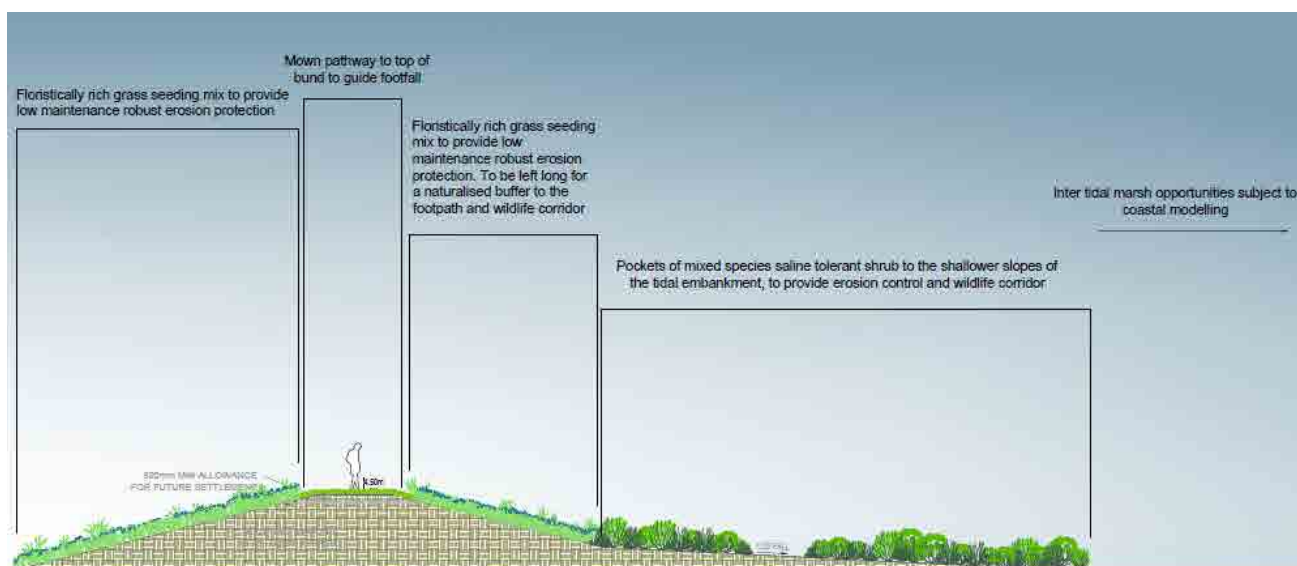 Mown pathway to top of
bund to guide footfall
Floristically rich grass seeding mix to provide
low maintenance robust erosion protection
Floristically rich grass seeding
mix to provide low
maintenance robust erosion
protection. To be left long for
a naturalised buffer to the
footpath and wildlife corridor
Inter tidal marsh opportunities subject to
coastal modelling
Pockets of mixed species saline tolerant shrub to the shallower slopes of
the tidal embankment, to provide erosion control and wildlife corridor
ALLOWANCE
FOR FUTURE SETTLEMENT
4.50m